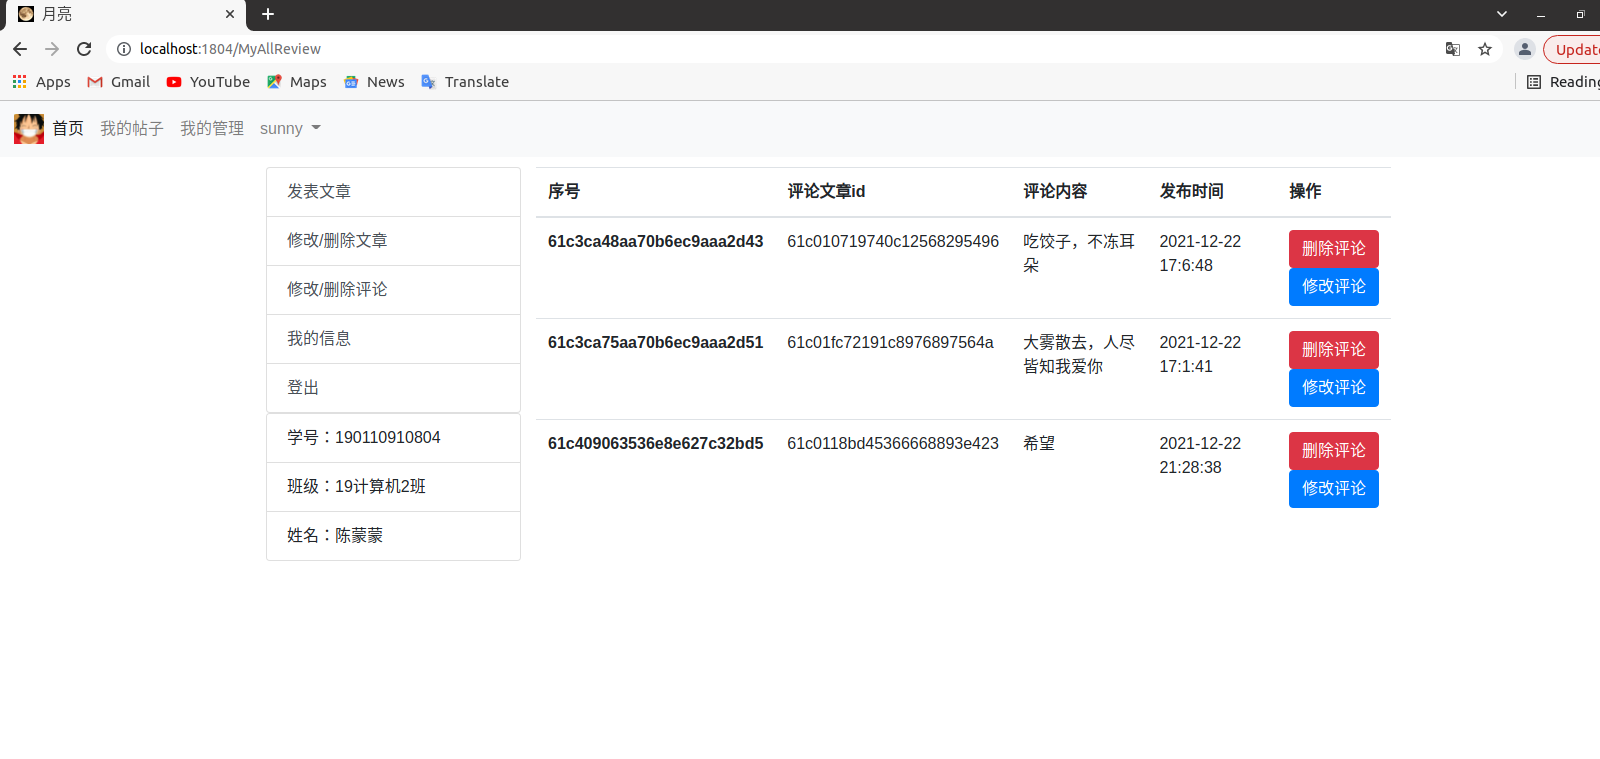 月亮
localhost:1804/MyAllReview
Update
Apps Gmail YouTube Maps News Translate
Reading
首页 我的帖子 我的管理 sunny
发表文章
修改/删除文章
修改/删除评论
我的信息
登出
学号：190110910804
班级：19计算机2班
姓名：陈蒙蒙
序号 评论文章id 评论内容 发布时间 操作
61c3ca48aa70b6ec9aaa2d43 61c010719740c12568295496 吃饺子，不冻耳 2021-12-22 删除评论
朵 17:6:48
修改评论
61c3ca75aa70b6ec9aaa2d51 61c01fc72191c8976897564a 大雾散去，人尽 2021-12-22 删除评论
皆知我爱你 17:1:41
修改评论
61c409063536e8e627c32bd5 61c0118bd45366668893e423 希望 2021-12-22 删除评论
21:28:38
修改评论